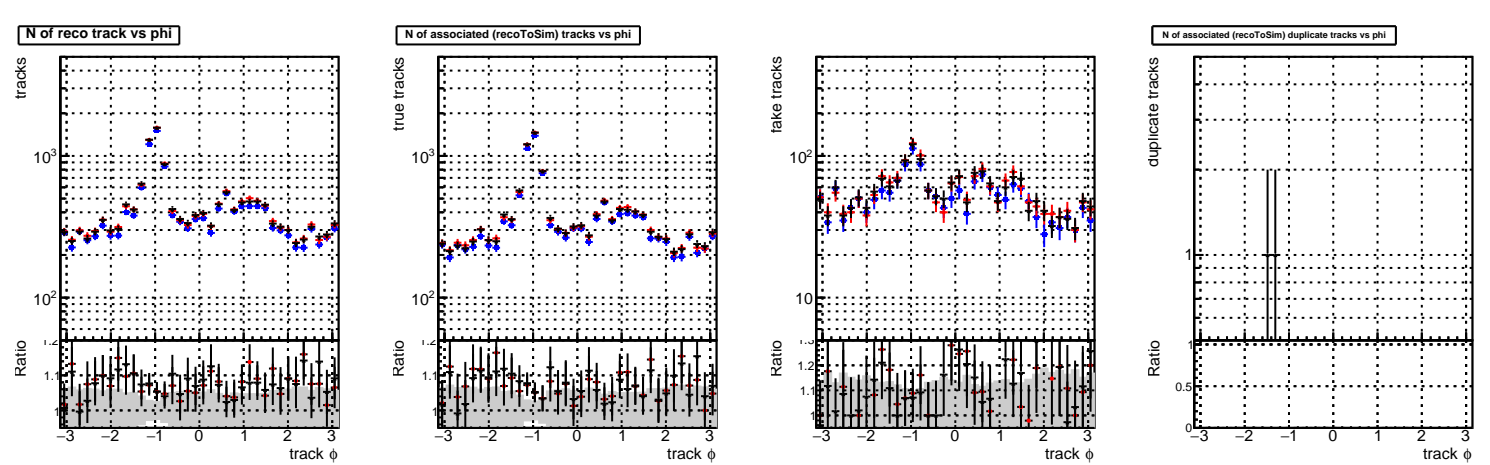 N of reco track vs phi
tracks
10³
10²
Ratio
1.2
1.1
1
−3 −2 −1 0 1 2 3
track ϕ
N of associated (recoToSim) tracks vs phi
true tracks
10³
10²
Ratio
1.2
1.1
1
−3 −2 −1 0 1 2 3
track ϕ
fake tracks
10²
10
Ratio
1.3
1.2
1.1
1
−3 −2 −1 0 1 2 3
track ϕ
N of associated (recoToSim) duplicate tracks vs phi
duplicate tracks
1
Ratio
1
0.5
0
−3 −2 −1 0 1 2 3
track ϕ